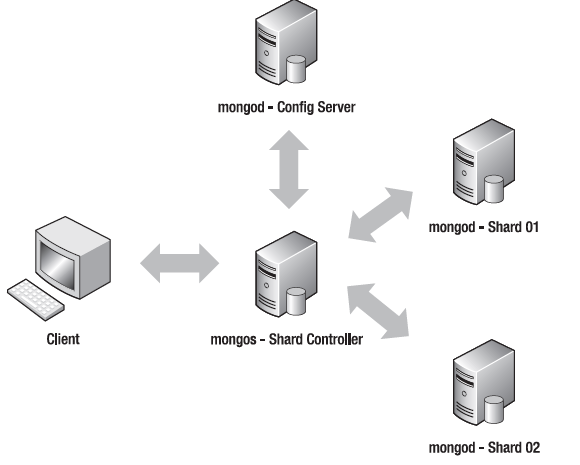 mongod - Config Server
mongod - Shard 01
Client
mongos - Shard Controller
mongod - Shard 02